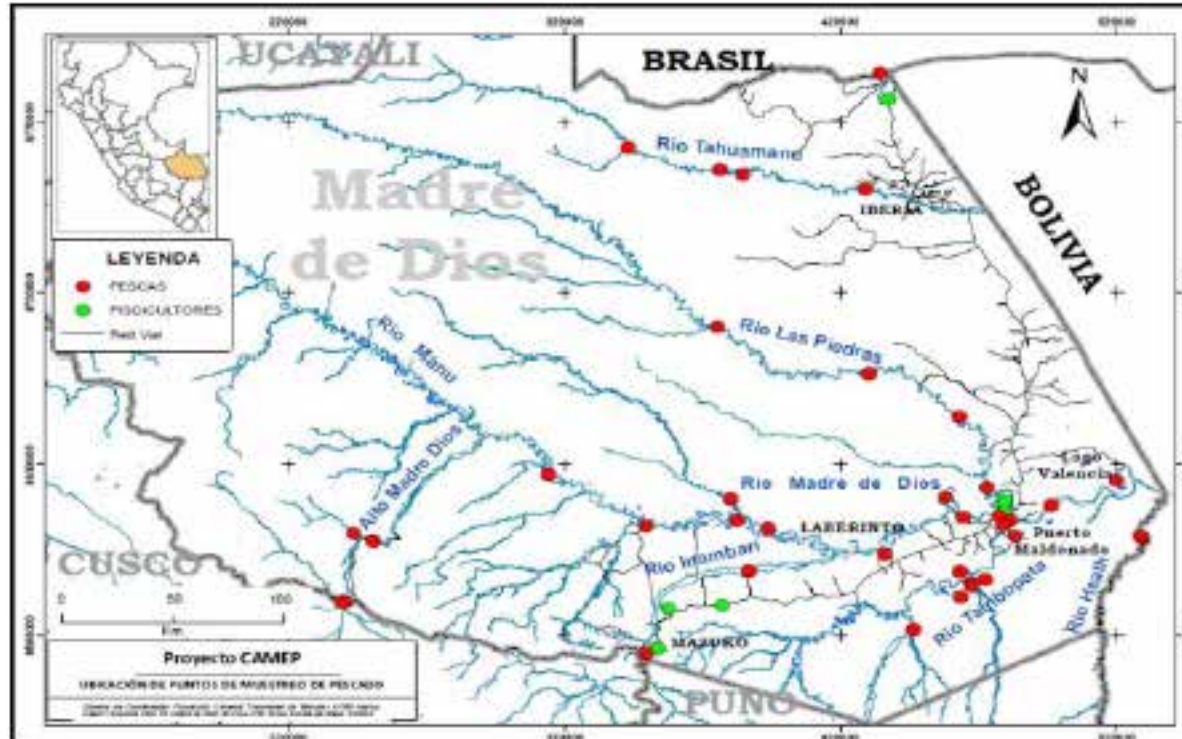 UCAYALI
BRASIL
N
Rio Tahuamano
Madre
de Dios
IBERIA
BOLIVIA
LEYENDA
PESCAS
PISCICULTORES
Red Vial
Rio Manu
Rio Las Piedras
Alto Madre Dios
Lago
Valencia
Rio Madre de Dios
LABERINTO
Puerto
Maldonado
Rio Inambari
CUSCO
Rio Tambopata
Rio Heath
0 50 100
Km
MAZUKO
PUNO
Proyecto CAMEP
UBICACIÓN DE PUNTOS DE MUESTREO DE PESCADO